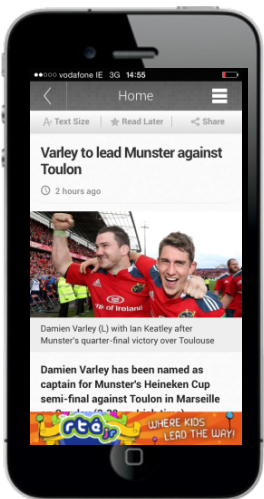 vodafone IE 3G 14:55
Home
A Text Size Read Later Share
Varley to lead Munster against
Toulon
2 hours ago
Damien Varley (L) with Ian Keatley after
Munster's quarter-final victory over Toulouse
Damien Varley has been named as
captain for Munster's Heineken Cup
semi-final against Toulon in Marseille
rté jr WHERE KIDS
LEAD THE WAY!